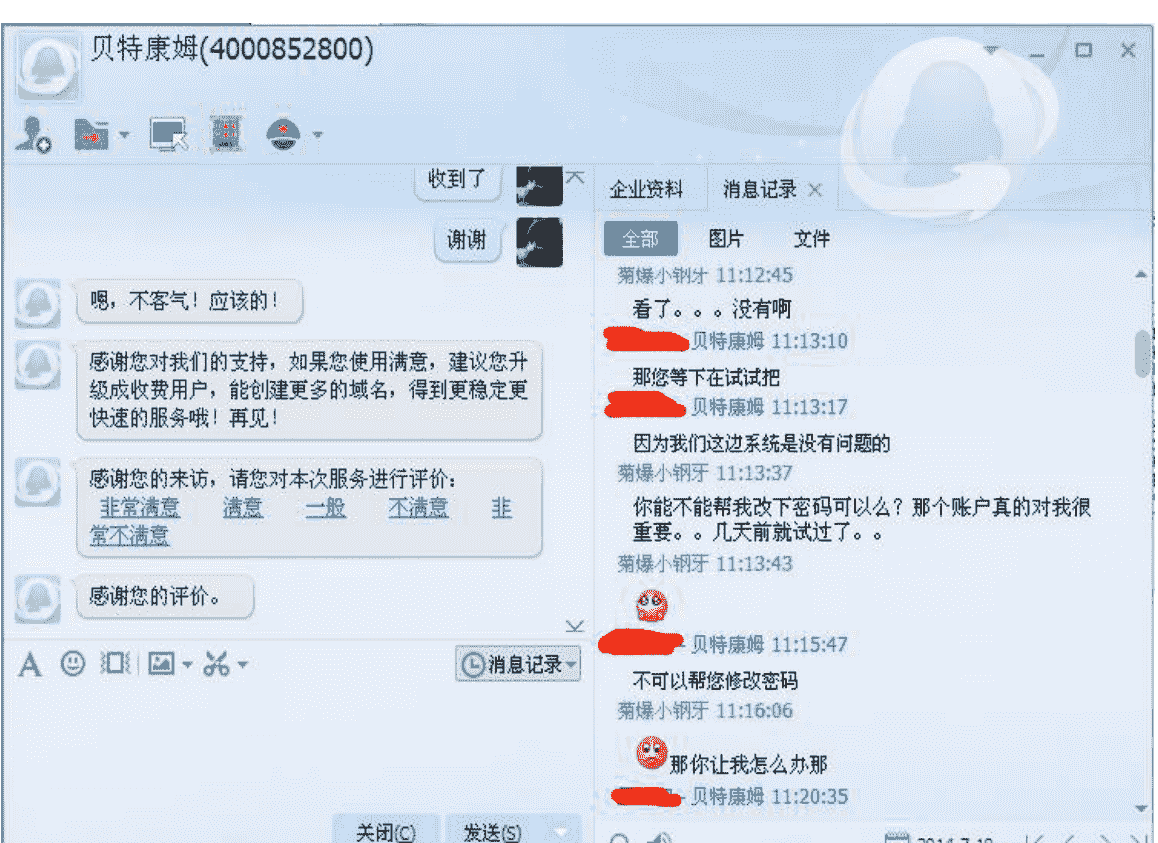 贝特康姆(4000852800)
收到了
谢谢
嗯，不客气！应该的！
感谢您对我们的支持，如果您使用满意，建议您升
级成收费用户，能创建更多的域名，得到更稳定更
快速的服务哦！再见！
感谢您的来访，请您对本次服务进行评价：
非常满意 满意 一般 不满意 非
常不满意
感谢您的评价。
消息记录
关闭(C) 发送(S)
企业资料 消息记录
全部 图片 文件
菊爆小钢牙 11:12:45
看了。。。没有啊
贝特康姆 11:13:10
那您等下在试试把
贝特康姆 11:13:17
因为我们这边系统是没有问题的
菊爆小钢牙 11:13:37
你能不能帮我改下密码可以么？那个账户真的对我很
重要。。几天前就试过了。。
菊爆小钢牙 11:13:43
- 贝特康姆 11:15:47
不可以帮您修改密码
菊爆小钢牙 11:16:06
那你让我怎么办那
- 贝特康姆 11:20:35